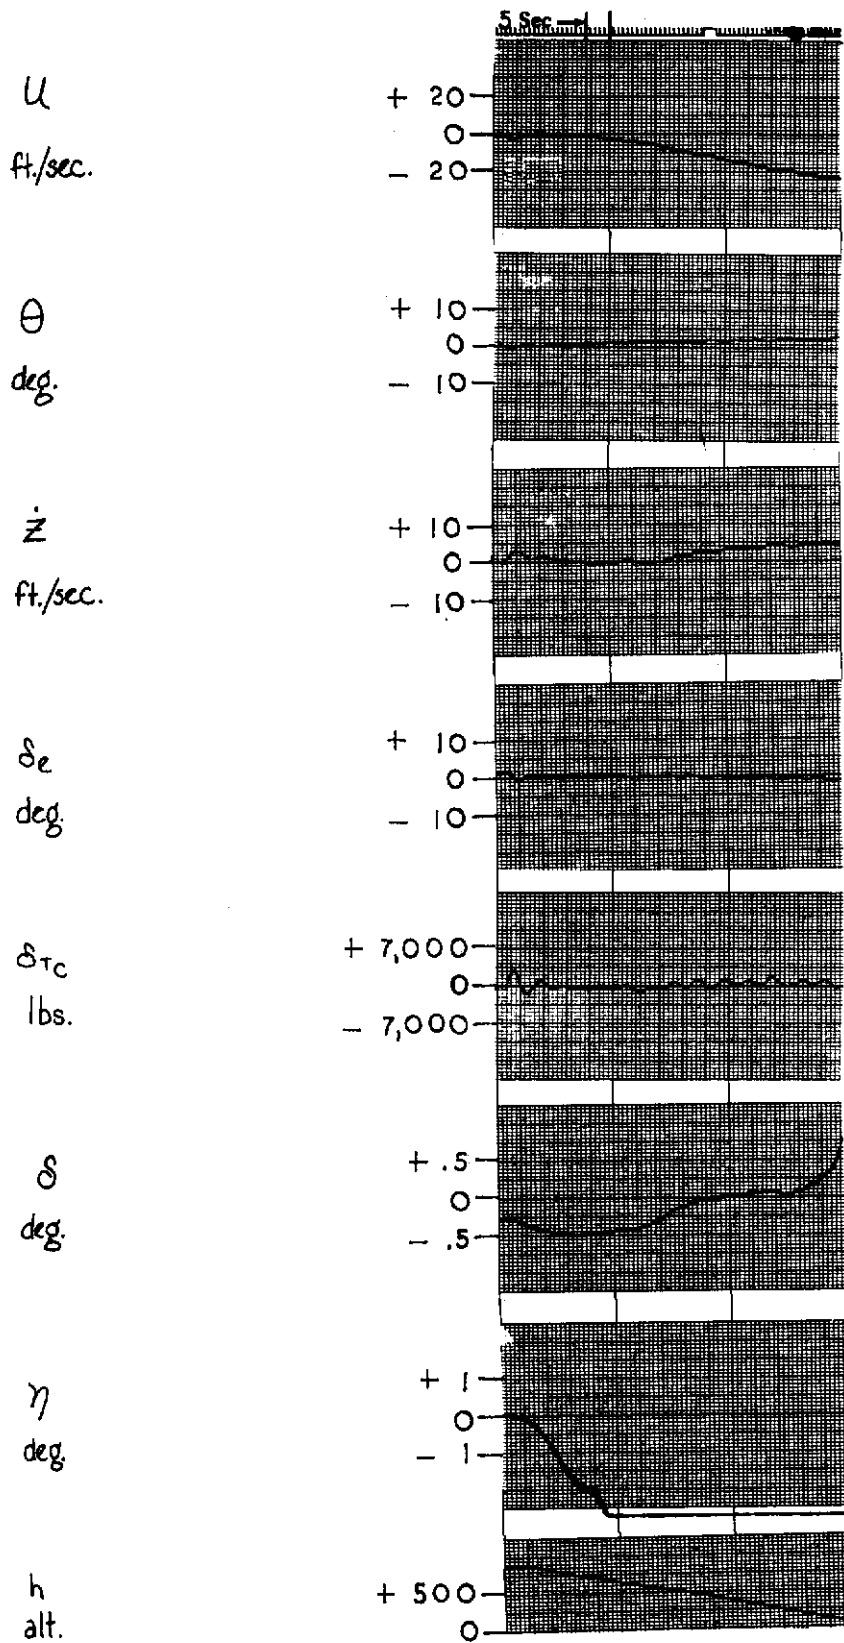 5 Sec
U
ft./sec.
+ 20
0
− 20
θ
deg.
+ 10
0
− 10
ż
ft./sec.
+ 10
0
− 10
δe
deg.
+ 10
0
− 10
δTC
lbs.
+ 7,000
0
− 7,000
δ
deg.
+ .5
0
− .5
η
deg.
+ 1
0
− 1
h
alt.
+ 500
0